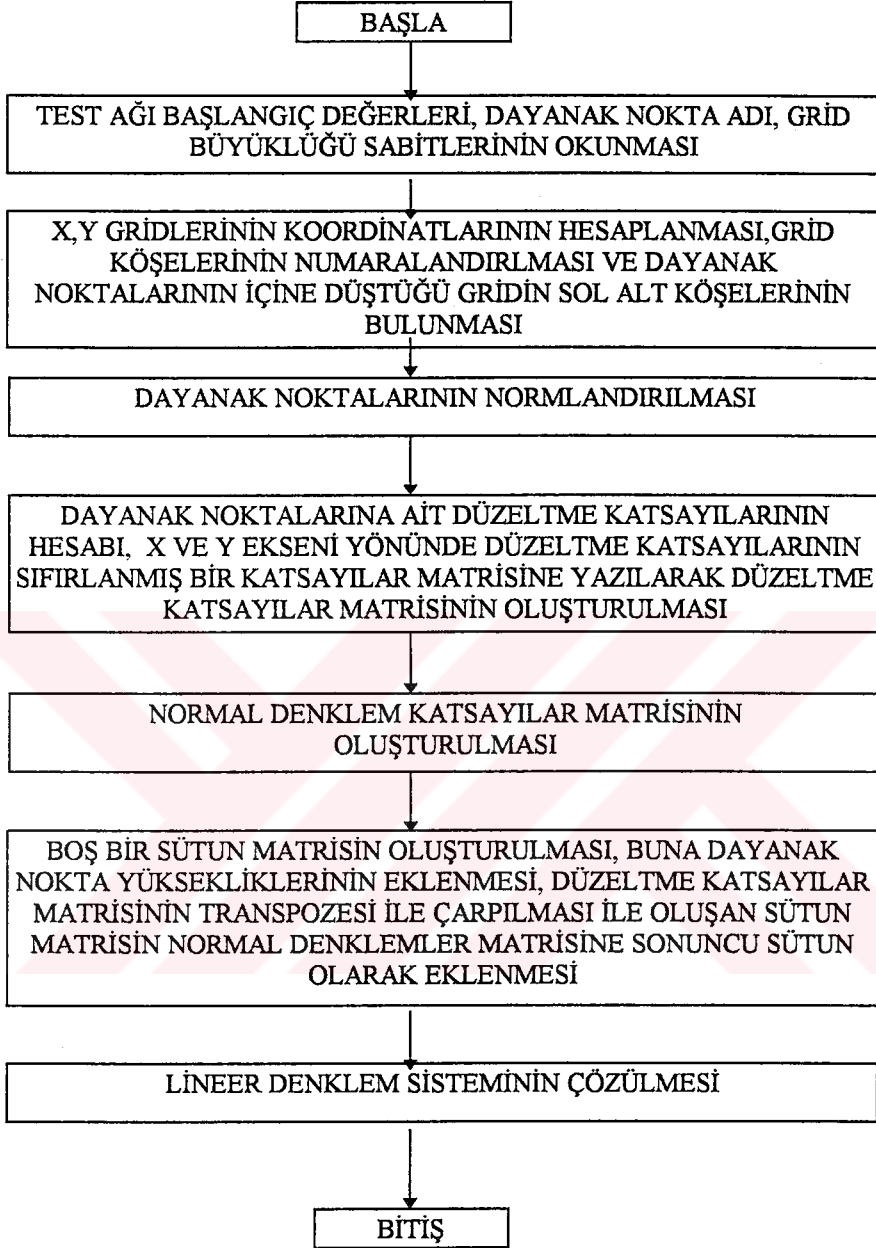 BAŞLA
TEST AĞI BAŞLANGIÇ DEĞERLERİ, DAYANAK NOKTA ADI, GRİD
BÜYÜKLÜĞÜ SABİTLERİNİN OKUNMASI
X,Y GRİDLERİNİN KOORDİNATLARININ HESAPLANMASI,GRİD
KÖŞELERİNİN NUMARALANDIRLMASI VE DAYANAK
NOKTALARININ İÇİNE DÜŞTÜĞÜ GRİDİN SOL ALT KÖŞELERİNİN
BULUNMASI
DAYANAK NOKTALARININ NORMLANDIRILMASI
DAYANAK NOKTALARINA AİT DÜZELTME KATSAYILARININ
HESABI, X VE Y EKSENİ YÖNÜNDE DÜZELTME KATSAYILARININ
SIFIRLANMIŞ BİR KATSAYILAR MATRİSİNE YAZILARAK DÜZELTME
KATSAYILAR MATRİSİNİN OLUŞTURULMASI
NORMAL DENKLEM KATSAYILAR MATRİSİNİN
OLUŞTURULMASI
BOŞ BİR SÜTUN MATRİSİN OLUŞTURULMASI, BUNA DAYANAK
NOKTA YÜKSEKLİKLERİNİN EKLENMESİ, DÜZELTME KATSAYILAR
MATRİSİNİN TRANSPOZESİ İLE ÇARPILMASI İLE OLUŞAN SÜTUN
MATRİSİN NORMAL DENKLEMLER MATRİSİNE SONUNCU SÜTUN
OLARAK EKLENMESİ
LİNEER DENKLEM SİSTEMİNİN ÇÖZÜLMESİ
BİTİŞ